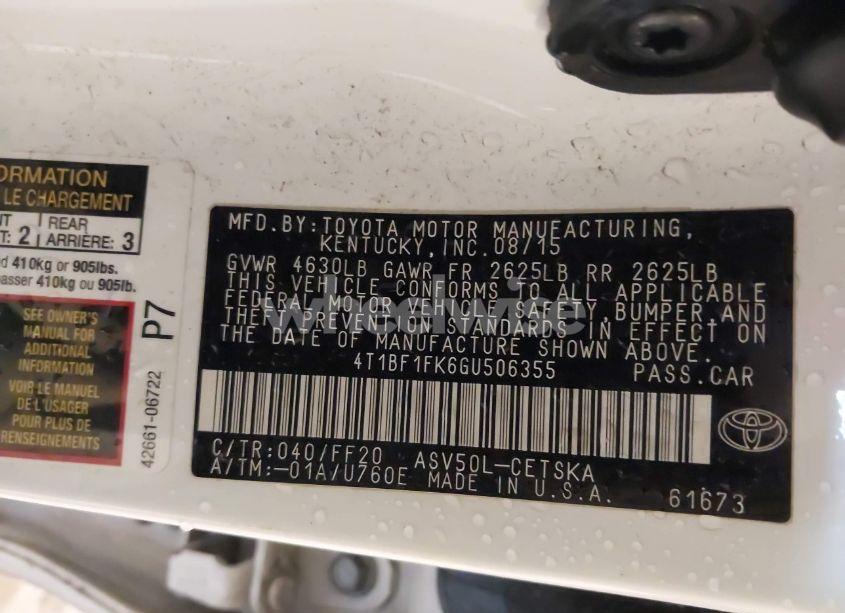 ORMATION
LE CHARGEMENT
NT
T: 2
REAR
ARRIÈRE: 3
d 410kg or 905lbs.
passer 410kg ou 905lb.
SEE OWNER'S
MANUAL FOR
ADDITIONAL
INFORMATION
VOIR LE MANUEL
DE L'USAGER
POUR PLUS DE
RENSEIGNEMENTS
P7
42661-06722
MFD.BY:TOYOTA MOTOR MANUFACTURING,
KENTUCKY,INC.08/15
GVWR 4630LB GAWR FR 2625LB RR 2625LB
THIS VEHICLE CONFORMS TO ALL APPLICABLE
FEDERAL MOTOR VEHICLE SAFETY,BUMPER,AND
THEFT PREVENTION STANDARDS IN EFFECT ON
THE DATE OF MANUFACTURE SHOWN ABOVE.
4T1BF1FK6GU506355 PASS.CAR
C/TR:040/FF20 ASV50L-CETSKA
A/TM:-01A/U760E MADE IN U.S.A. 61673
wheelwise